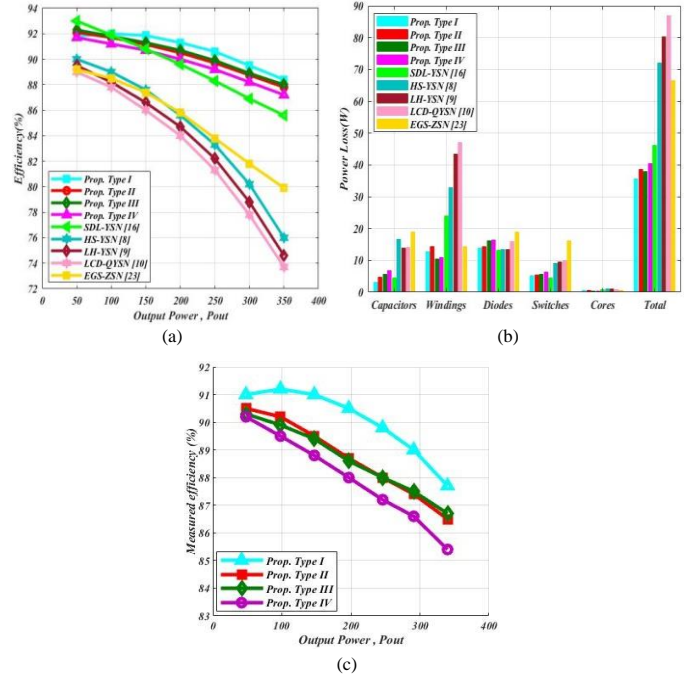 94
92
90
88
86
84
82
80
78
76
74
72
Efficiency(%)
Prop. Type I
Prop. Type II
Prop. Type III
Prop. Type IV
SDL-YSN [16]
HS-YSN [8]
LH-YSN [9]
LCD-QYSN [10]
EGS-ZSN [23]
0 50 100 150 200 250 300 350 400
Output Power , Pout
(a)
90
80
70
60
50
40
30
20
10
0
Power Loss(W)
Prop. Type I
Prop. Type II
Prop. Type III
Prop. Type IV
SDL-YSN [16]
HS-YSN [8]
LH-YSN [9]
LCD-QYSN [10]
EGS-ZSN [23]
Capacitors Windings Diodes Switches Cores Total
(b)
92
91
90
89
88
87
86
85
84
83
Measured efficiency (%)
Prop. Type I
Prop. Type II
Prop. Type III
Prop. Type IV
0 100 200 300 400
Output Power , Pout
(c)